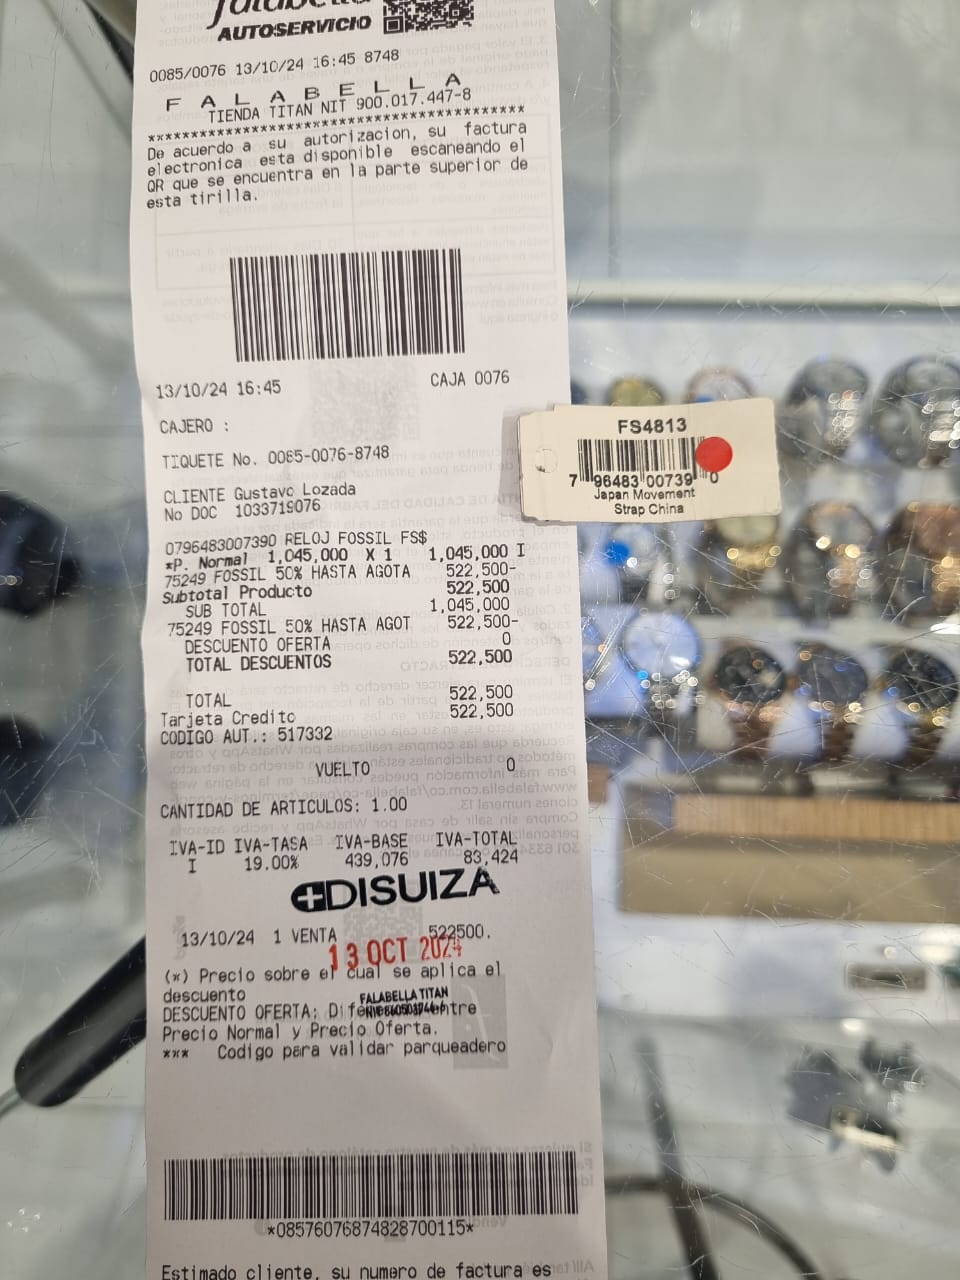 AUTOSERVICIO
0085/0076 13/10/24 16:45 8748
F A L A B E L L A
TIENDA TITAN NIT 900.017.447-8
**************************************************
De acuerdo a su autorizacion, su factura
electronica esta disponible escaneando el
QR que se encuentra en la parte superior de
esta tirilla.
13/10/24 16:45 CAJA 0076
CAJERO :
TIQUETE No. 0085-0076-8748
CLIENTE Gustavo Lozada
No DOC 1033719076
0796483007390 RELOJ FOSSIL FS$
*P. Normal 1,045,000 X 1 1,045,000 I
75249 FOSSIL 50% HASTA AGOTA 522,500-
Subtotal Producto 522,500
SUB TOTAL 1,045,000
75249 FOSSIL 50% HASTA AGOT 522,500-
DESCUENTO OFERTA 0
TOTAL DESCUENTOS 522,500
TOTAL 522,500
Tarjeta Credito 522,500
CODIGO AUT.: 517332
VUELTO 0
CANTIDAD DE ARTICULOS: 1.00
IVA-ID IVA-TASA IVA-BASE IVA-TOTAL
I 19.00% 439,076 83,424
DISUIZA
13/10/24 1 VENTA 522500.
13 OCT 2024
(*) Precio sobre el cual se aplica el
descuento
FALABELLA TITAN
DESCUENTO OFERTA: Diferencia entre
Precio Normal y Precio Oferta.
*** Codigo para validar parqueadero
*08576076874828700115*
Estimado cliente, su numero de factura es
FS4813
7 96483 00739 0
Japan Movement
Strap China